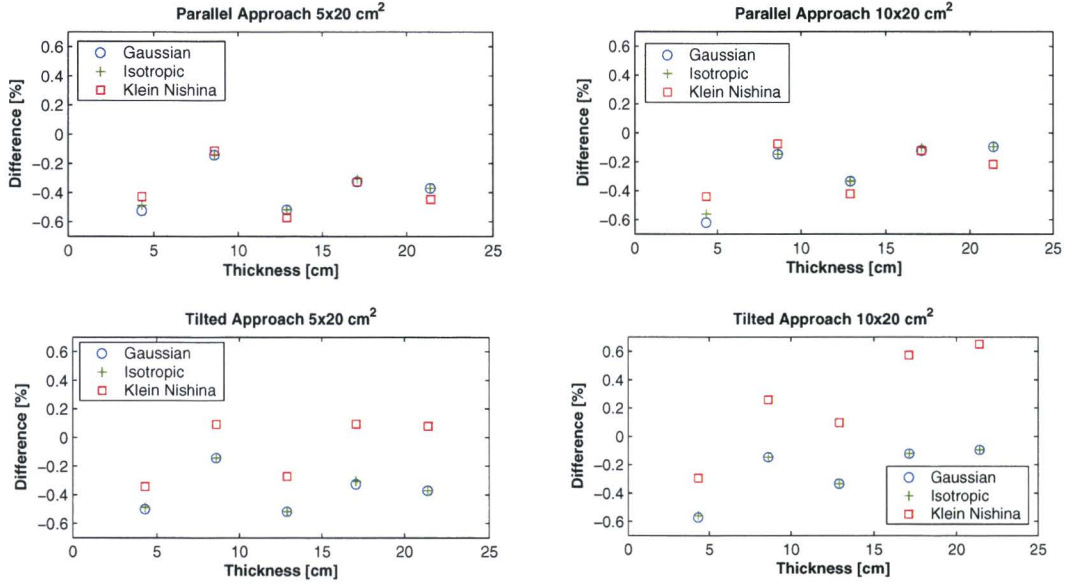 Parallel Approach 5x20 cm²
Difference [%]
0.6
0.4
0.2
0
−0.2
−0.4
−0.6
Gaussian
Isotropic
Klein Nishina
0 5 10 15 20 25
Thickness [cm]
Parallel Approach 10x20 cm²
Difference [%]
0.6
0.4
0.2
0
−0.2
−0.4
−0.6
Gaussian
Isotropic
Klein Nishina
0 5 10 15 20 25
Thickness [cm]
Tilted Approach 5x20 cm²
Difference [%]
0.6
0.4
0.2
0
−0.2
−0.4
−0.6
Gaussian
Isotropic
Klein Nishina
0 5 10 15 20 25
Thickness [cm]
Tilted Approach 10x20 cm²
Difference [%]
0.6
0.4
0.2
0
−0.2
−0.4
−0.6
Gaussian
Isotropic
Klein Nishina
0 5 10 15 20 25
Thickness [cm]